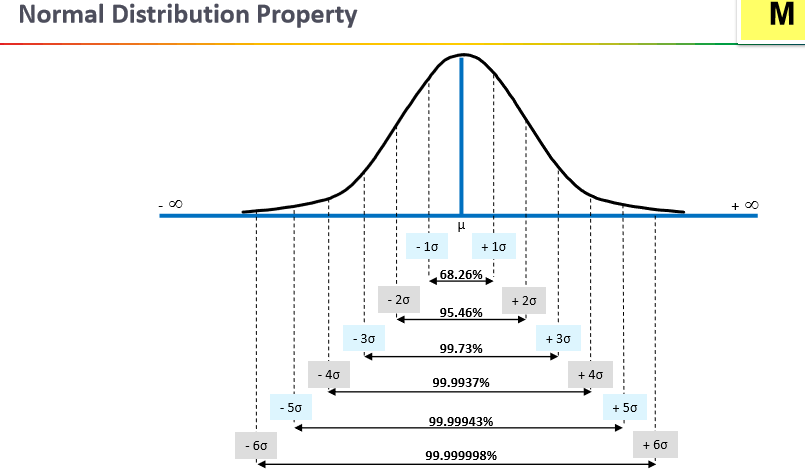 Normal Distribution Property
M
- ∞
+ ∞
μ
- 1σ
+ 1σ
68.26%
- 2σ
+ 2σ
95.46%
- 3σ
+ 3σ
99.73%
- 4σ
+ 4σ
99.9937%
- 5σ
+ 5σ
99.99943%
- 6σ
+ 6σ
99.999998%